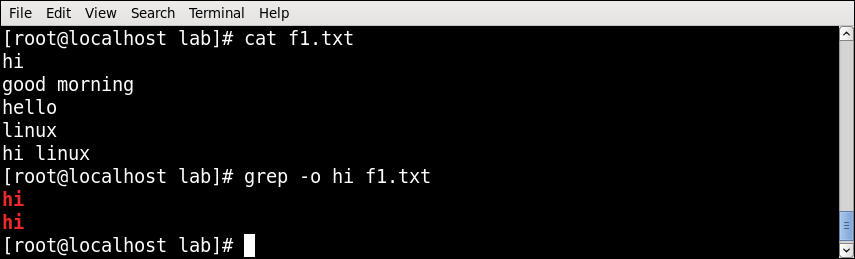 File Edit View Search Terminal Help
[root@localhost lab]# cat f1.txt
hi
good morning
hello
linux
hi linux
[root@localhost lab]# grep -o hi f1.txt
hi
hi
[root@localhost lab]#